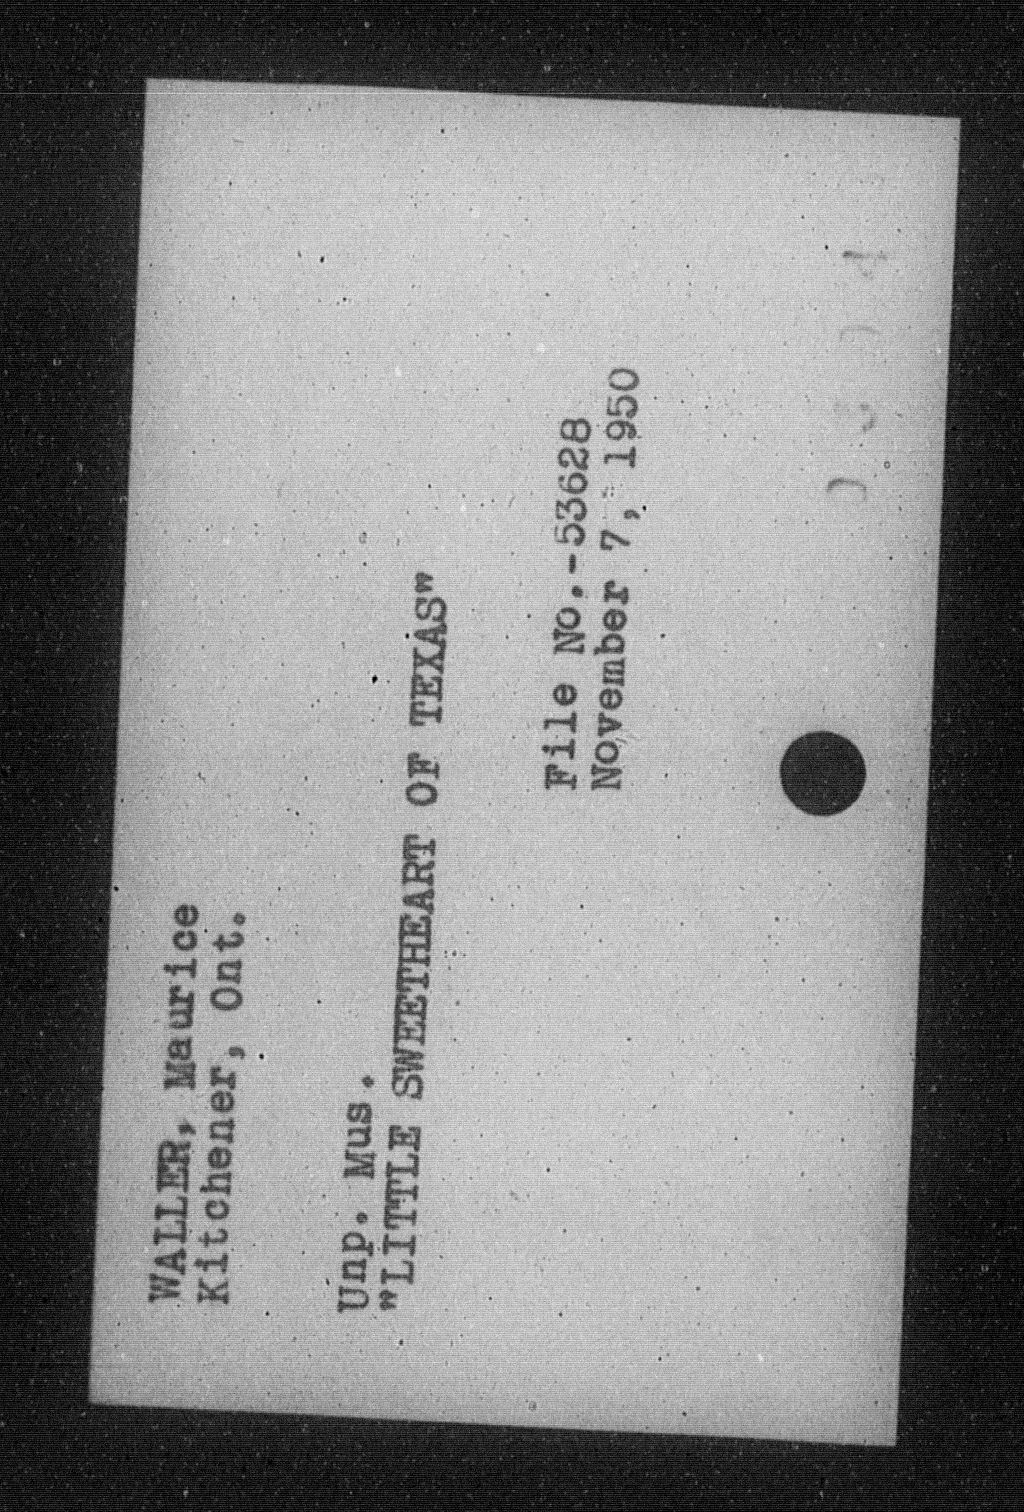 WALLER, Maurice
Kitchener, Ont.
Unp. Mus.
"LITTLE SWEETHEART OF TEXAS"
File No.-53628
November 7, 1950